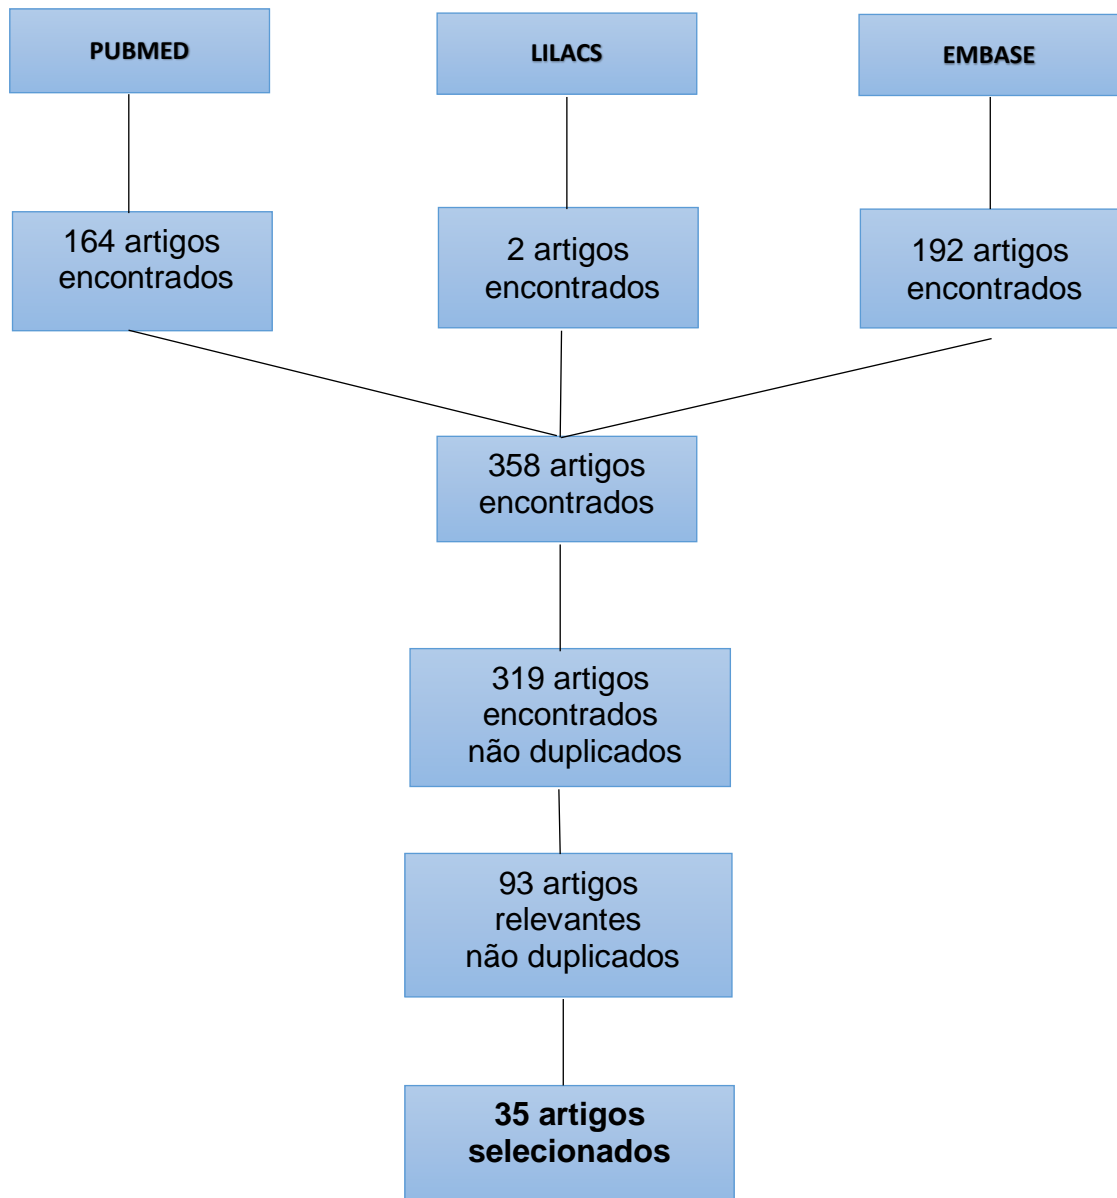 PUBMED
LILACS
EMBASE
164 artigos
encontrados
2 artigos
encontrados
192 artigos
encontrados
358 artigos
encontrados
319 artigos
encontrados
não duplicados
93 artigos
relevantes
não duplicados
35 artigos
selecionados